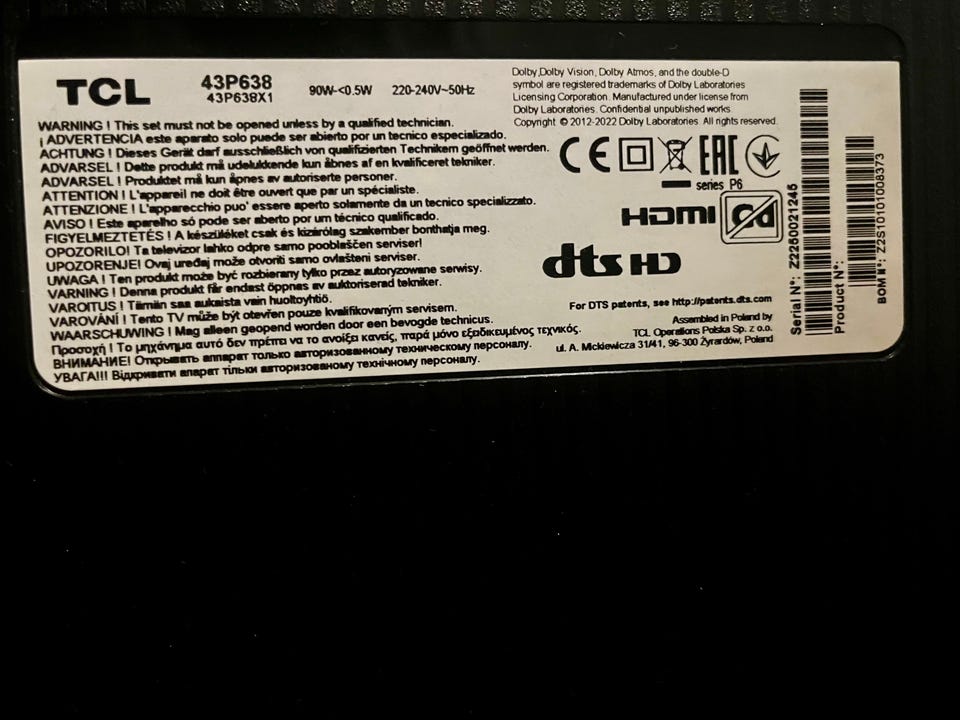 TCL
43P638
43P638X1
90W-<0.5W 220-240V~50Hz
Dolby,Dolby Vision, Dolby Atmos, and the double-D
symbol are registered trademarks of Dolby Laboratories
Licensing Corporation. Manufactured under license from
Dolby Laboratories. Confidential unpublished works.
Copyright © 2012-2022 Dolby Laboratories. All rights reserved.
WARNING ! This set must not be opened unless by a qualified technician.
¡ ADVERTENCIA este aparato solo puede ser abierto por un tecnico especializado.
ACHTUNG ! Dieses Gerät darf ausschließlich von qualifizierten Technikern geöffnet werden.
ADVARSEL ! Dette produkt må udelukkende kun åbnes af en kvalificeret tekniker.
ADVARSEL ! Produktet må kun åpnes av autoriserte personer.
ATTENTION ! L'appareil ne doit être ouvert que par un spécialiste.
ATTENZIONE ! L'apparecchio puo' essere aperto solamente da un tecnico specializzato.
AVISO ! Este aparelho só pode ser aberto por um técnico qualificado.
FIGYELMEZTETÉS ! A készüléket csak és kizárólag szakember bonthatja meg.
OPOZORILO! Ta televizor lahko odpre samo pooblaščen serviser!
UPOZORENJE! Ovaj uređaj može otvoriti samo ovlašteni serviser.
UWAGA ! Ten produkt może być rozbierany tylko przez autoryzowane serwisy.
VARNING ! Denna produkt får endast öppnas av auktoriserad tekniker.
VAROITUS ! Tämän saa aukaista vain huoltoyhtiö.
VAROVÁNÍ ! Tento TV může být otevřen pouze kvalifikovaným servisem.
WAARSCHUWING ! Mag alleen geopend worden door een bevogde technicus.
Προσοχή ! Το μηχάνημα αυτό δεν πρέπει να το ανοίξει κανείς, παρά μόνο εξειδικευμένος τεχνικός.
ВНИМАНИЕ! Открывать аппарат только авторизованному техническому персоналу.
УВАГА!!! Відкривати апарат тільки авторизованому технічному персоналу.
CE EAC
series P6
HDMI
dts HD
For DTS patents, see http://patents.dts.com
Assembled in Poland by
TCL Operations Polska Sp. z o.o.
ul. A. Mickiewicza 31/41, 96-300 Żyrardów, Poland
Serial N°: Z2250021245
Product N°:
BOM N°: Z2S10101008373